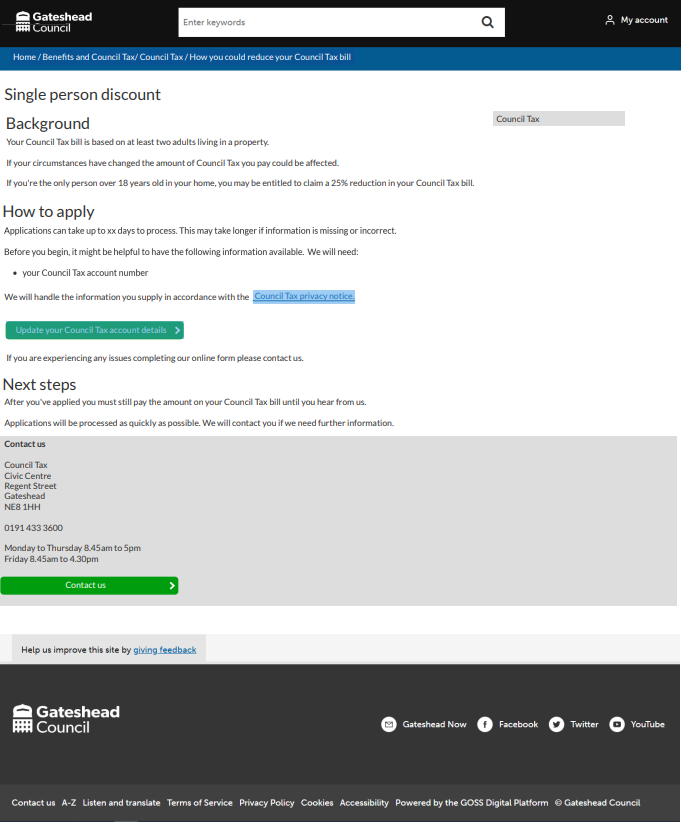 Gateshead
Council
Enter keywords
My account
Home / Benefits and Council Tax/ Council Tax / How you could reduce your Council Tax bill
Single person discount
Council Tax
Background
Your Council Tax bill is based on at least two adults living in a property.
If your circumstances have changed the amount of Council Tax you pay could be affected.
If you're the only person over 18 years old in your home, you may be entitled to claim a 25% reduction in your Council Tax bill.
How to apply
Applications can take up to xx days to process. This may take longer if information is missing or incorrect.
Before you begin, it might be helpful to have the following information available. We will need:
• your Council Tax account number
We will handle the information you supply in accordance with the Council Tax privacy notice.
Update your Council Tax account details
If you are experiencing any issues completing our online form please contact us.
Next steps
After you've applied you must still pay the amount on your Council Tax bill until you hear from us.
Applications will be processed as quickly as possible. We will contact you if we need further information.
Contact us
Council Tax
Civic Centre
Regent Street
Gateshead
NE8 1HH
0191 433 3600
Monday to Thursday 8.45am to 5pm
Friday 8.45am to 4.30pm
Contact us
Help us improve this site by giving feedback
Gateshead
Council
Gateshead Now Facebook Twitter YouTube
Contact us A-Z Listen and translate Terms of Service Privacy Policy Cookies Accessibility Powered by the GOSS Digital Platform © Gateshead Council